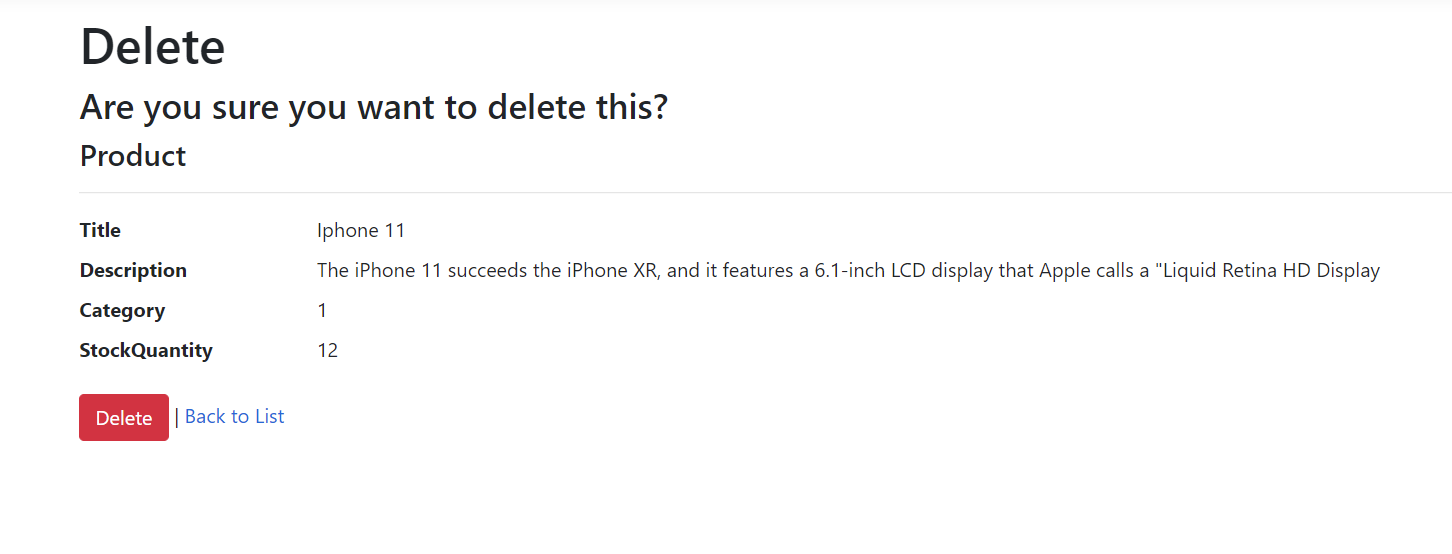 Delete
Are you sure you want to delete this?
Product
Title Iphone 11
Description The iPhone 11 succeeds the iPhone XR, and it features a 6.1-inch LCD display that Apple calls a "Liquid Retina HD Display
Category 1
StockQuantity 12
Delete | Back to List